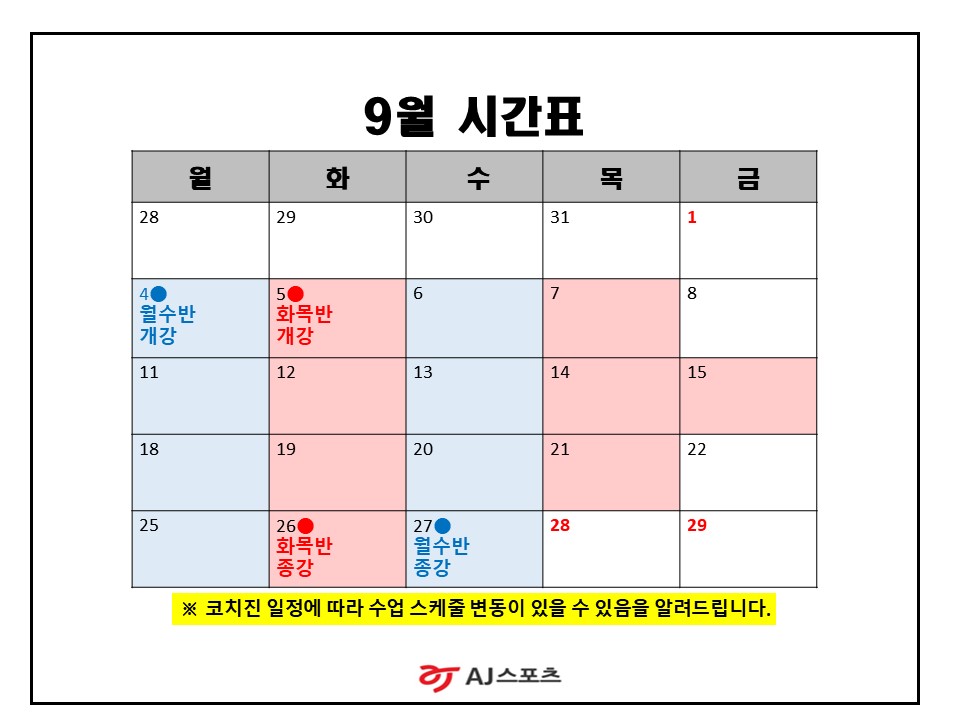 9월 시간표
월 화 수 목 금
28 29 30 31 1
4● 5● 6 7 8
월수반 화목반
개강 개강
11 12 13 14 15
18 19 20 21 22
25 26● 27● 28 29
화목반 월수반
종강 종강
※ 코치진 일정에 따라 수업 스케줄 변동이 있을 수 있음을 알려드립니다.
AJ스포츠